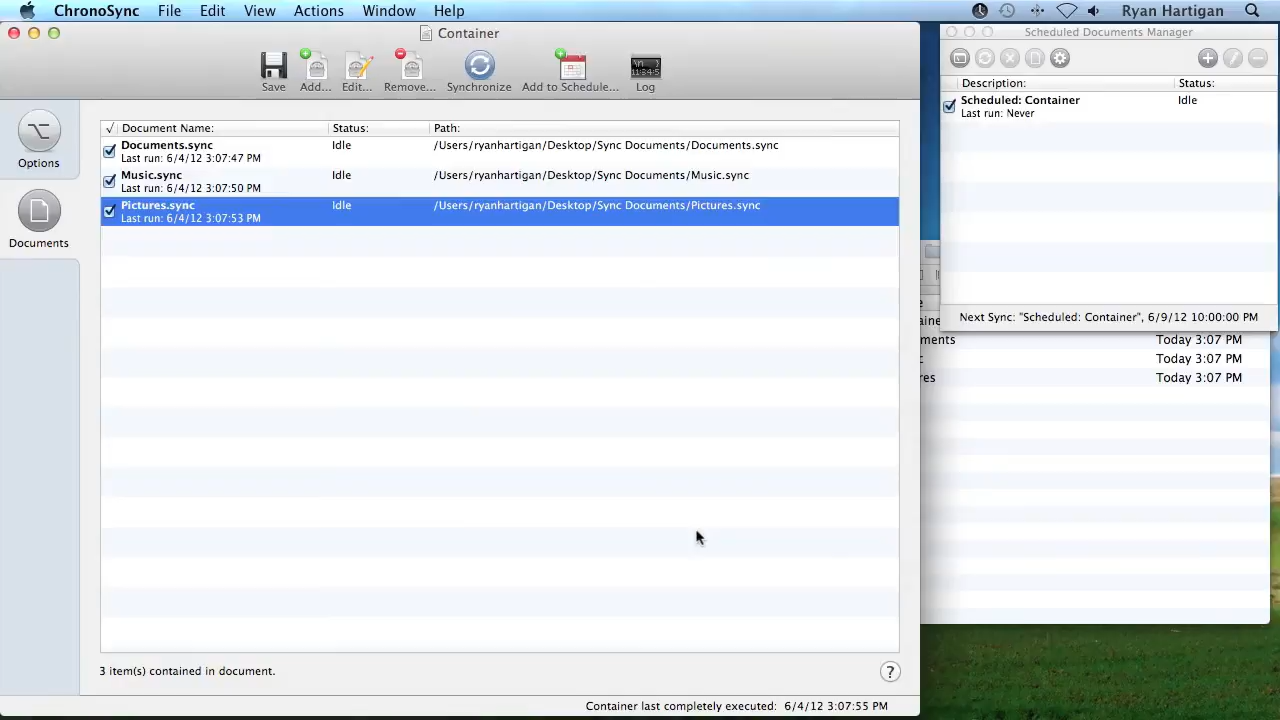 ChronoSync File Edit View Actions Window Help Ryan Hartigan
Container
Save Add... Edit... Remove... Synchronize Add to Schedule... Log
Options
Documents
√ Document Name: Status: Path:
Documents.sync Idle /Users/ryanhartigan/Desktop/Sync Documents/Documents.sync
Last run: 6/4/12 3:07:47 PM
Music.sync Idle /Users/ryanhartigan/Desktop/Sync Documents/Music.sync
Last run: 6/4/12 3:07:50 PM
Pictures.sync Idle /Users/ryanhartigan/Desktop/Sync Documents/Pictures.sync
Last run: 6/4/12 3:07:53 PM
3 item(s) contained in document.
?
Container last completely executed: 6/4/12 3:07:55 PM
Scheduled Documents Manager
Description: Status:
Scheduled: Container Idle
Last run: Never
Next Sync: "Scheduled: Container", 6/9/12 10:00:00 PM
ments Today 3:07 PM
c Today 3:07 PM
res Today 3:07 PM